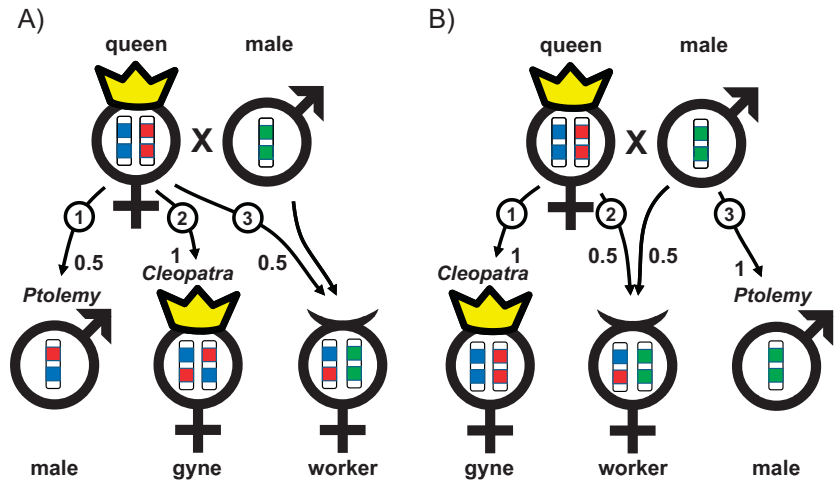 A)
queen
male
X
1
2
3
0.5
1
0.5
Ptolemy
Cleopatra
male
gyne
worker
B)
queen
male
X
1
2
3
1
0.5
0.5
1
Cleopatra
Ptolemy
gyne
worker
male